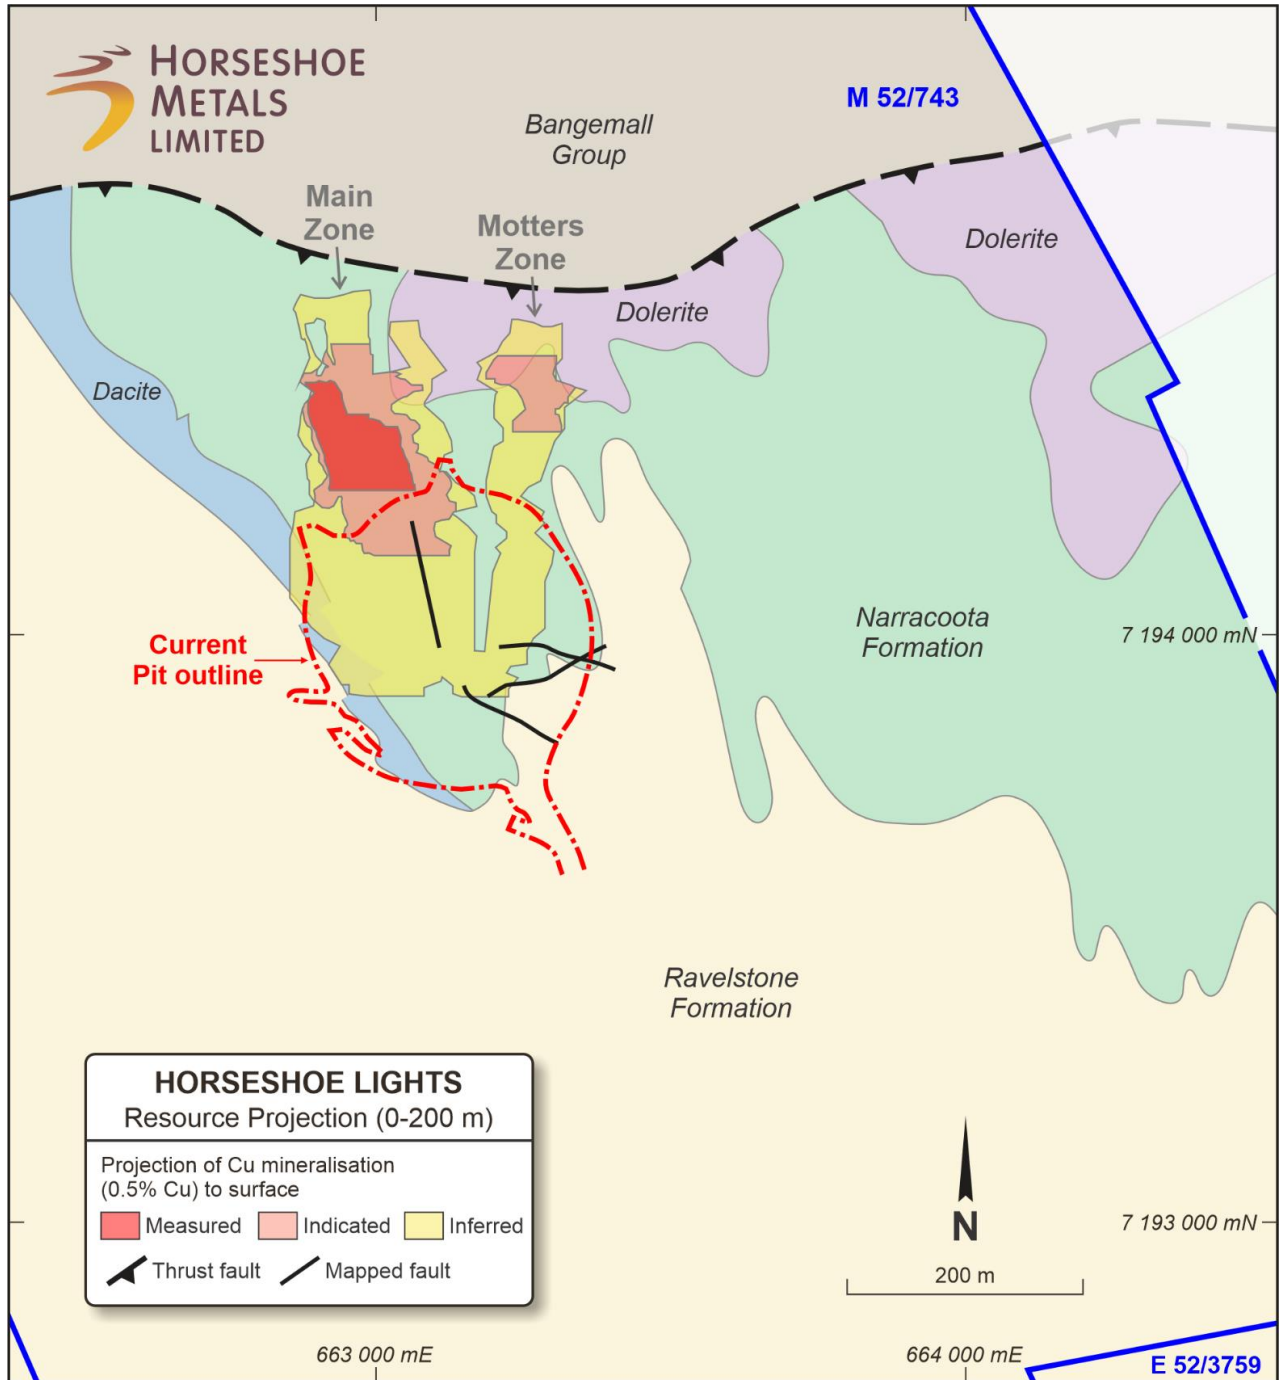 HORSESHOE
METALS
LIMITED
M 52/743
Bangemall
Group
Main
Zone
Motters
Zone
Dolerite
Dolerite
Dacite
Narracoota
Formation
7 194 000 mN
Current
Pit outline
Ravelstone
Formation
HORSESHOE LIGHTS
Resource Projection (0-200 m)
Projection of Cu mineralisation
(0.5% Cu) to surface
Measured Indicated Inferred
Thrust fault Mapped fault
N
7 193 000 mN
200 m
663 000 mE
664 000 mE
E 52/3759